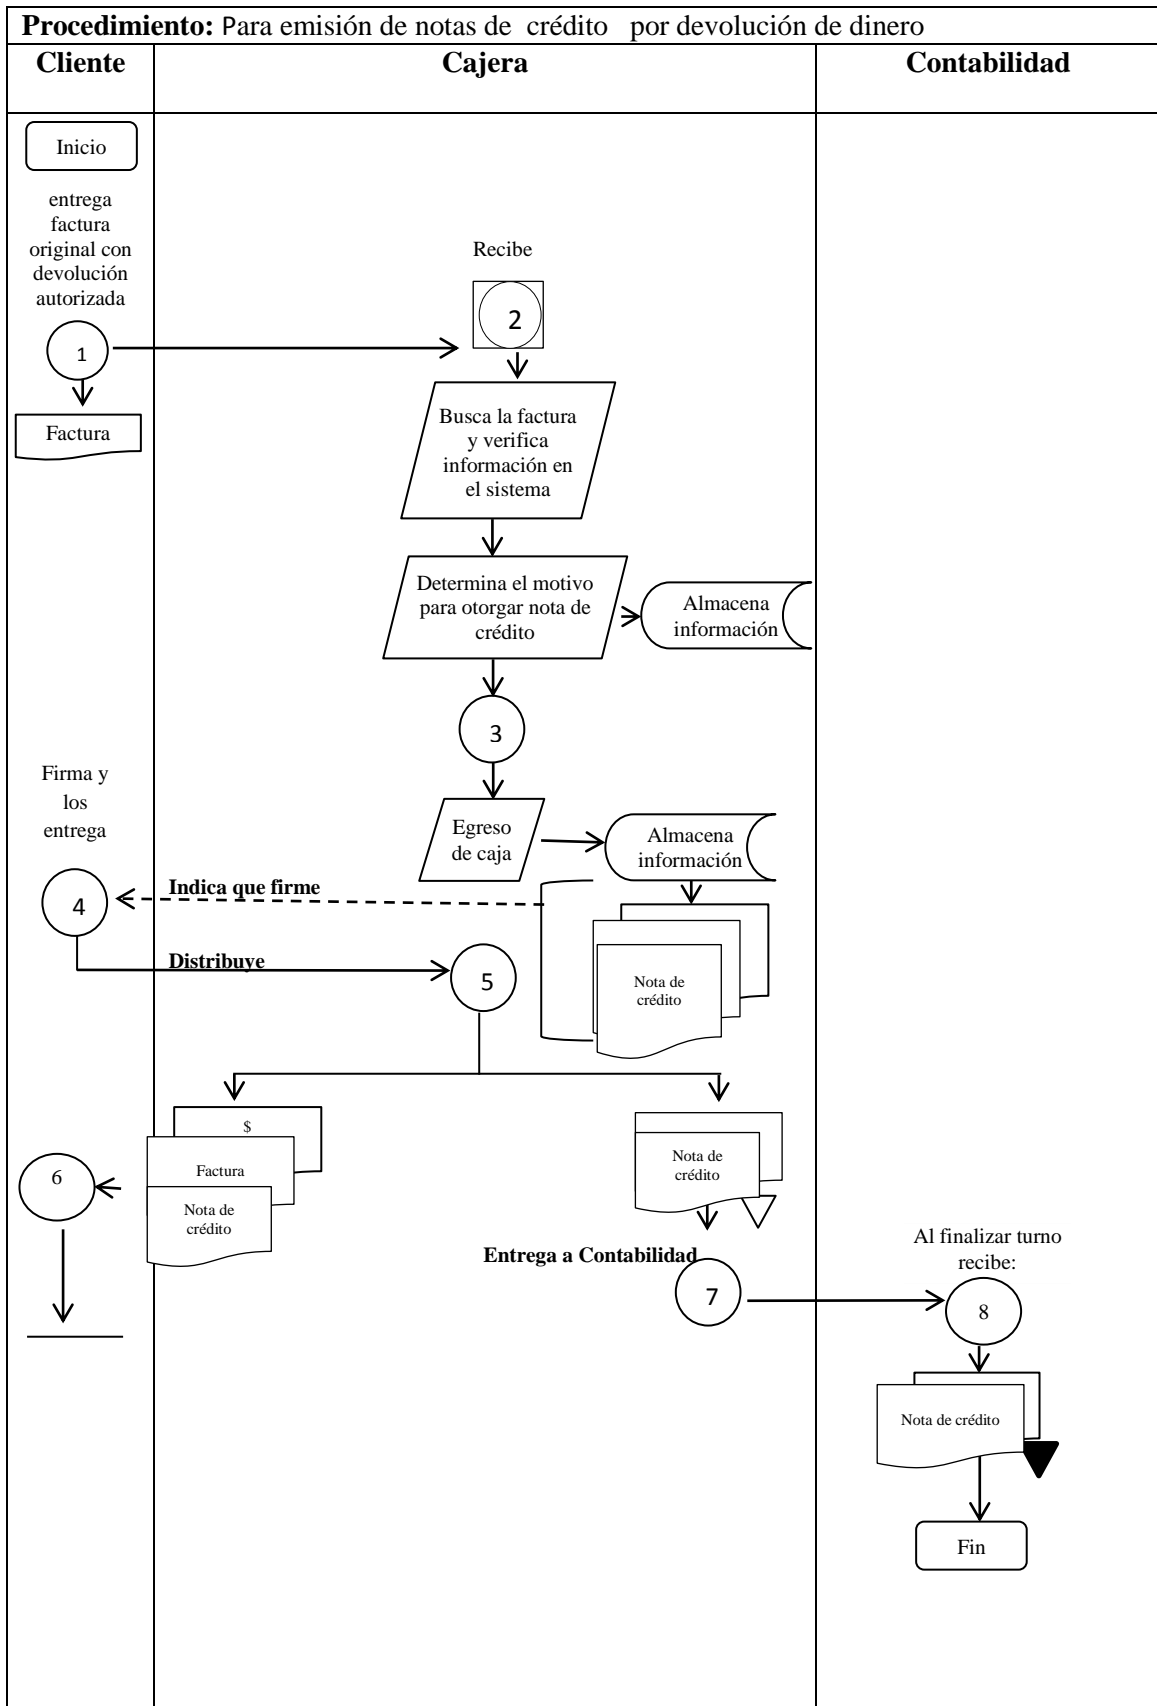 Procedimiento: Para emisión de notas de crédito por devolución de dinero
Cliente
Cajera
Contabilidad
Inicio
entrega
factura
original con
devolución
autorizada
Recibe
1
2
Factura
Busca la factura
y verifica
información en
el sistema
Determina el motivo
para otorgar nota de
crédito
Almacena
información
3
Firma y
los
entrega
Egreso
de caja
Almacena
información
4
Indica que firme
Distribuye
5
Nota de
crédito
$
Factura
Nota de
crédito
6
Nota de
crédito
Entrega a Contabilidad
7
Al finalizar turno
recibe:
8
Nota de crédito
Fin